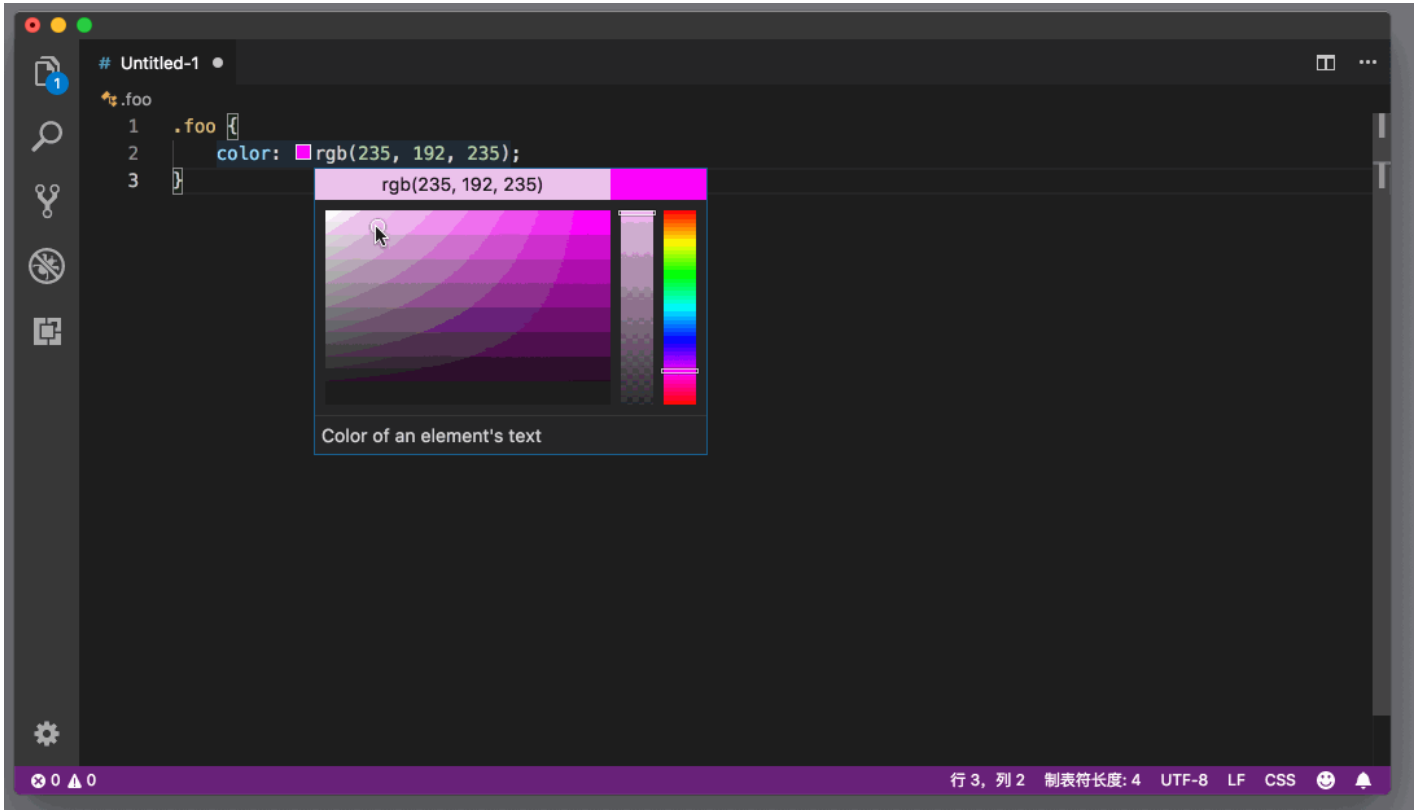 1
# Untitled-1
.foo
1 .foo {
2 color: rgb(235, 192, 235);
3 }
rgb(235, 192, 235)
Color of an element's text
0 0 行 3，列 2 制表符长度: 4 UTF-8 LF CSS